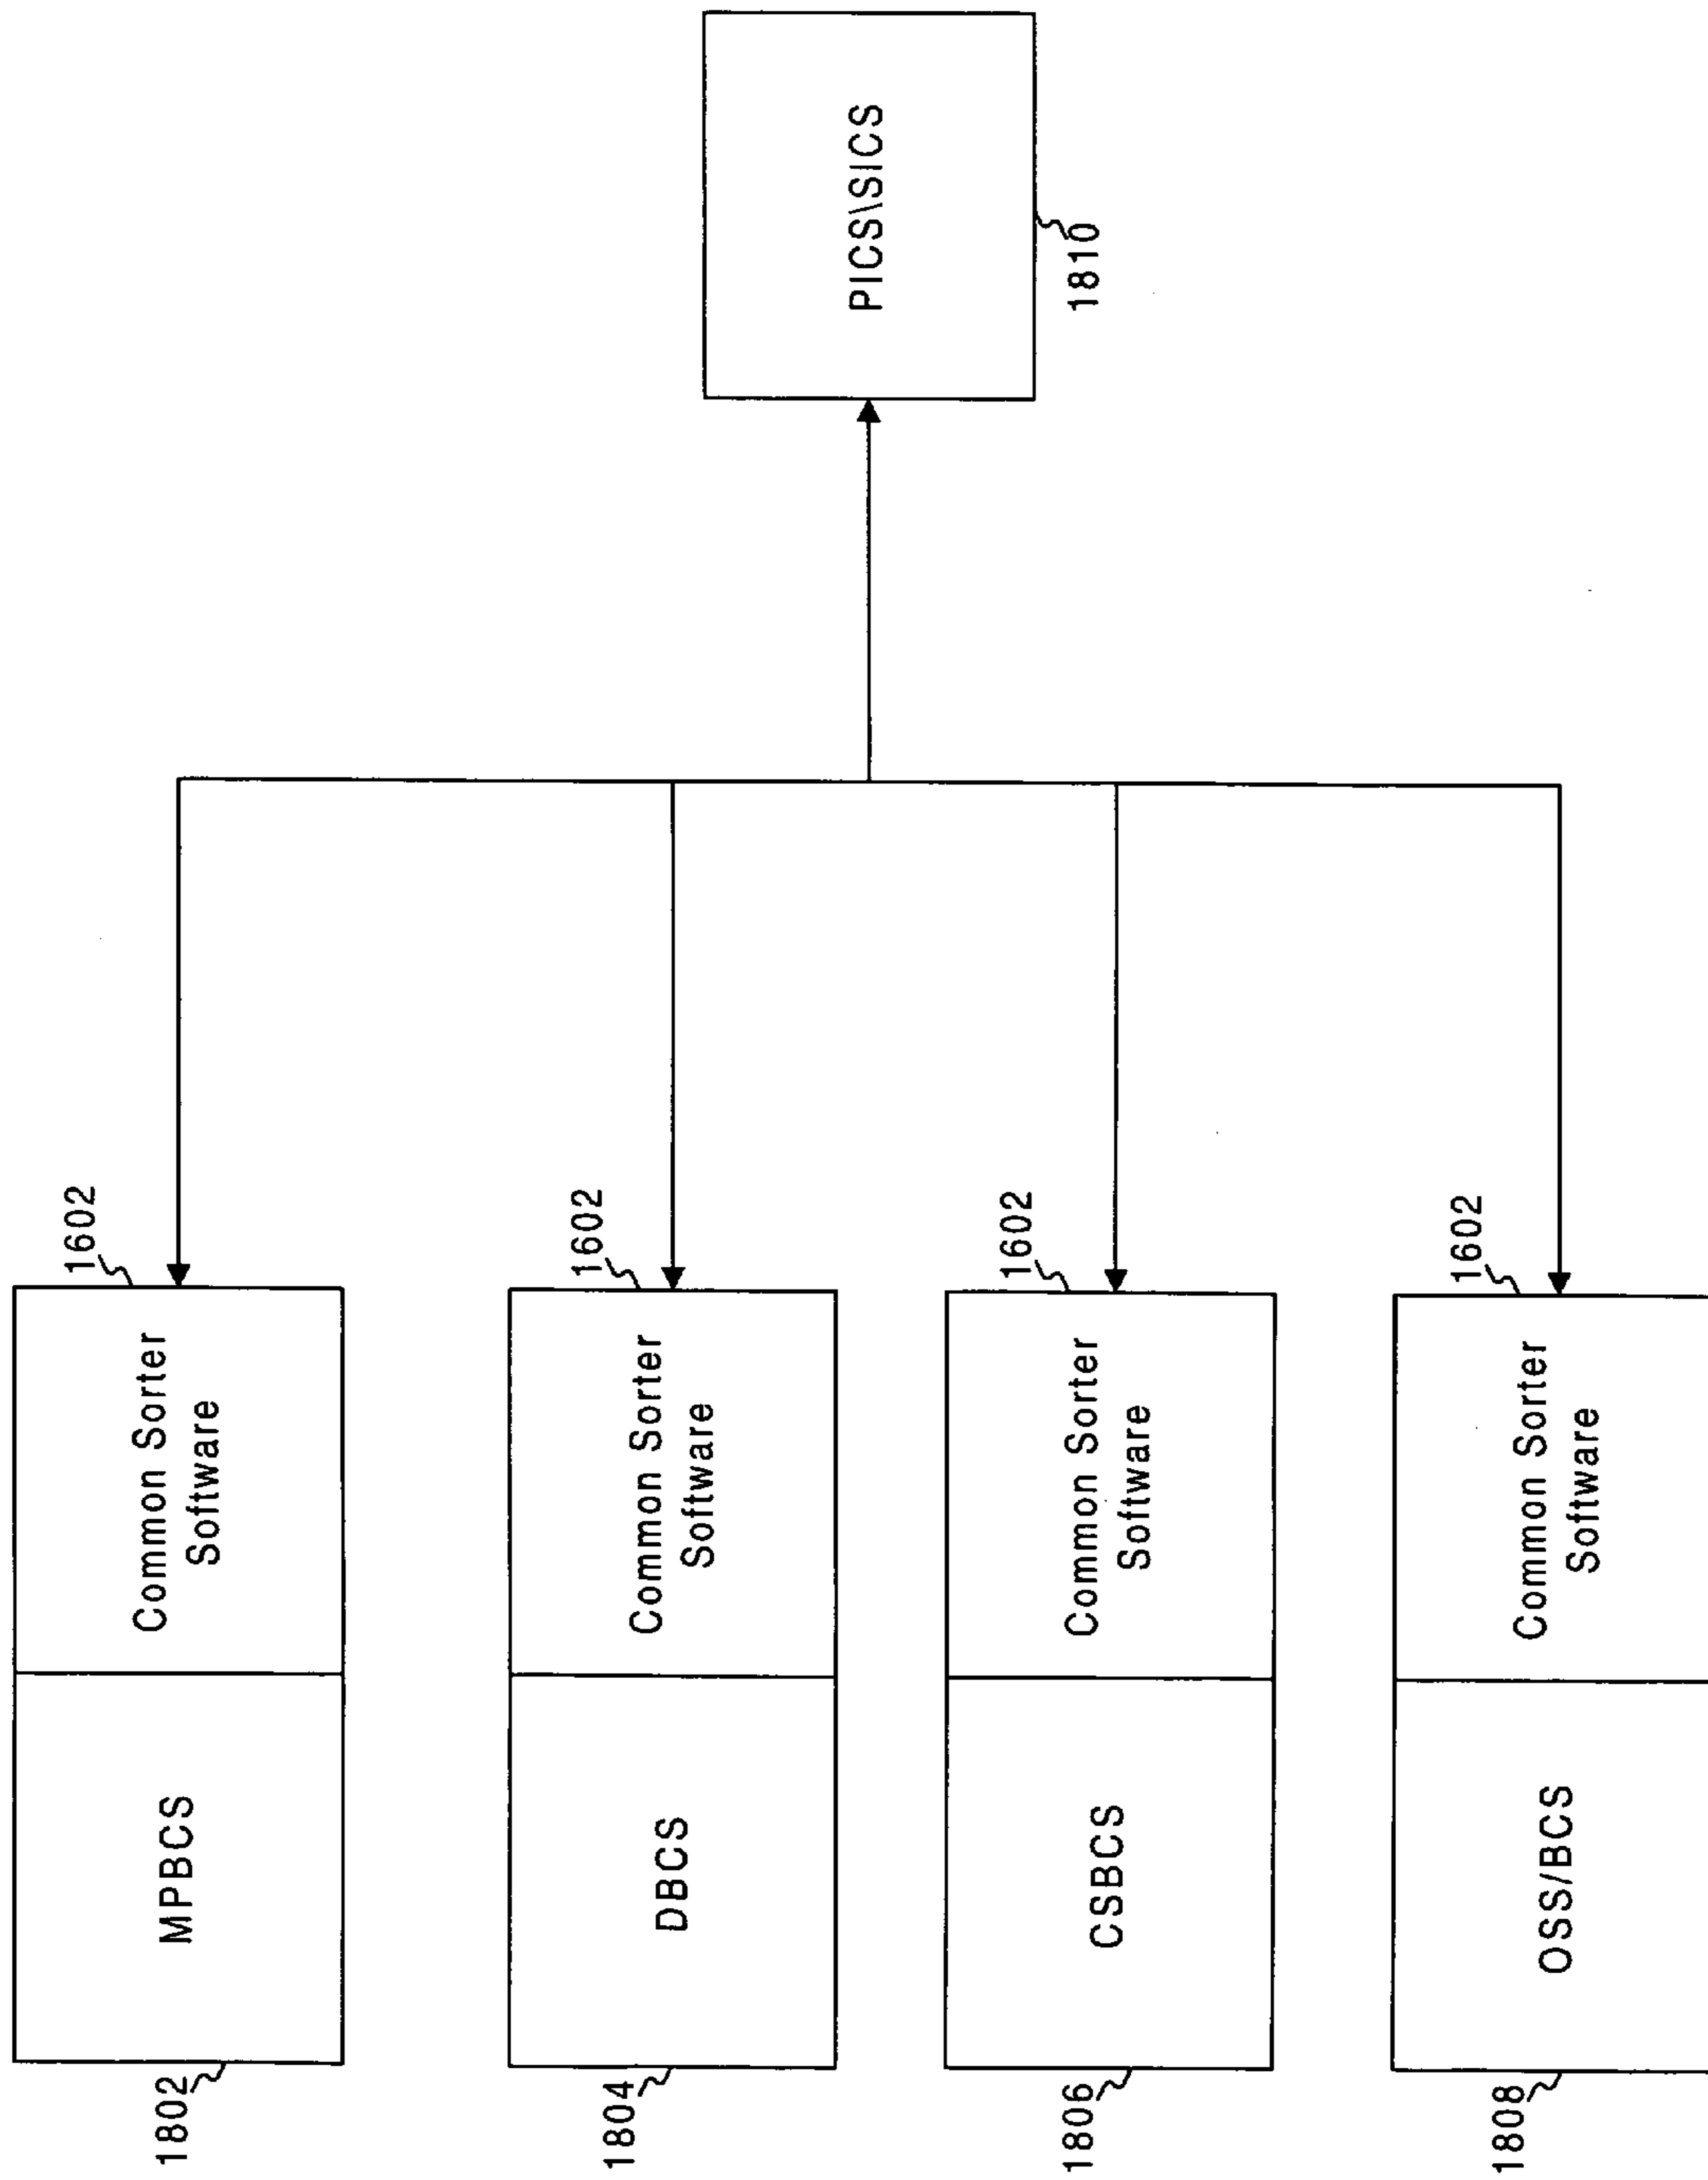 PICS\SICS
1810
1602
Common Sorter
Software
MPBCS
1802
1602
Common Sorter
Software
DBCS
1804
1602
Common Sorter
Software
CSBCS
1806
1602
Common Sorter
Software
OSS/BCS
1808